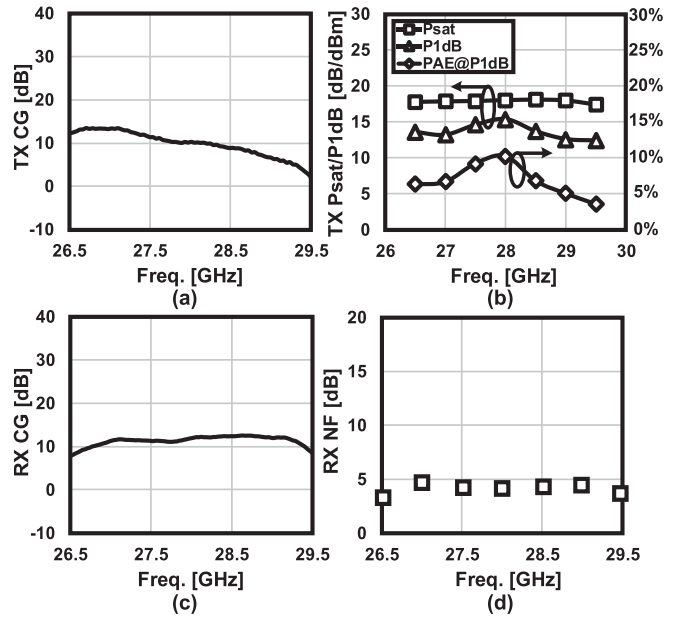 40
30
20
10
0
-10
TX CG [dB]
26.5 27.5 28.5 29.5
Freq. [GHz]
(a)
30
25
20
15
10
5
0
TX Psat/P1dB [dB/dBm]
Psat
P1dB
PAE@P1dB
30%
25%
20%
15%
10%
5%
0%
26 27 28 29 30
Freq. [GHz]
(b)
40
30
20
10
0
-10
RX CG [dB]
26.5 27.5 28.5 29.5
Freq. [GHz]
(c)
20
15
10
5
0
RX NF [dB]
26.5 27.5 28.5 29.5
Freq. [GHz]
(d)